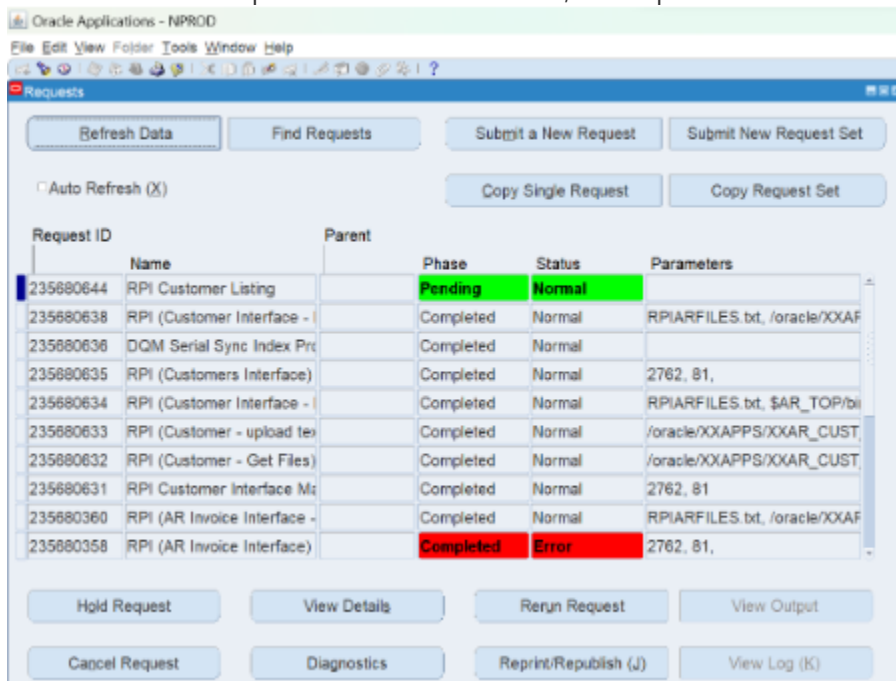 Oracle Applications - NPROD
File Edit View Folder Tools Window Help
Requests
Refresh Data Find Requests Submit a New Request Submit New Request Set
Auto Refresh (X) Copy Single Request Copy Request Set
Request ID Parent
Name Phase Status Parameters
235680644 RPI Customer Listing Pending Normal
235680638 RPI (Customer Interface - Completed Normal RPIARFILES.txt, /oracle/XXAP
235680636 DQM Serial Sync Index Pro Completed Normal
235680635 RPI (Customers Interface) Completed Normal 2762, 81,
235680634 RPI (Customer Interface - Completed Normal RPIARFILES.txt, $AR_TOP/bin
235680633 RPI (Customer - upload tex Completed Normal /oracle/XXAPPS/XXAR_CUST_
235680632 RPI (Customer - Get Files) Completed Normal /oracle/XXAPPS/XXAR_CUST_
235680631 RPI Customer Interface Ma Completed Normal 2762, 81
235680360 RPI (AR Invoice Interface - Completed Normal RPIARFILES.txt, /oracle/XXAP
235680358 RPI (AR Invoice Interface) Completed Error 2762, 81,
Hold Request View Details Rerun Request View Output
Cancel Request Diagnostics Reprint/Republish (J) View Log (K)